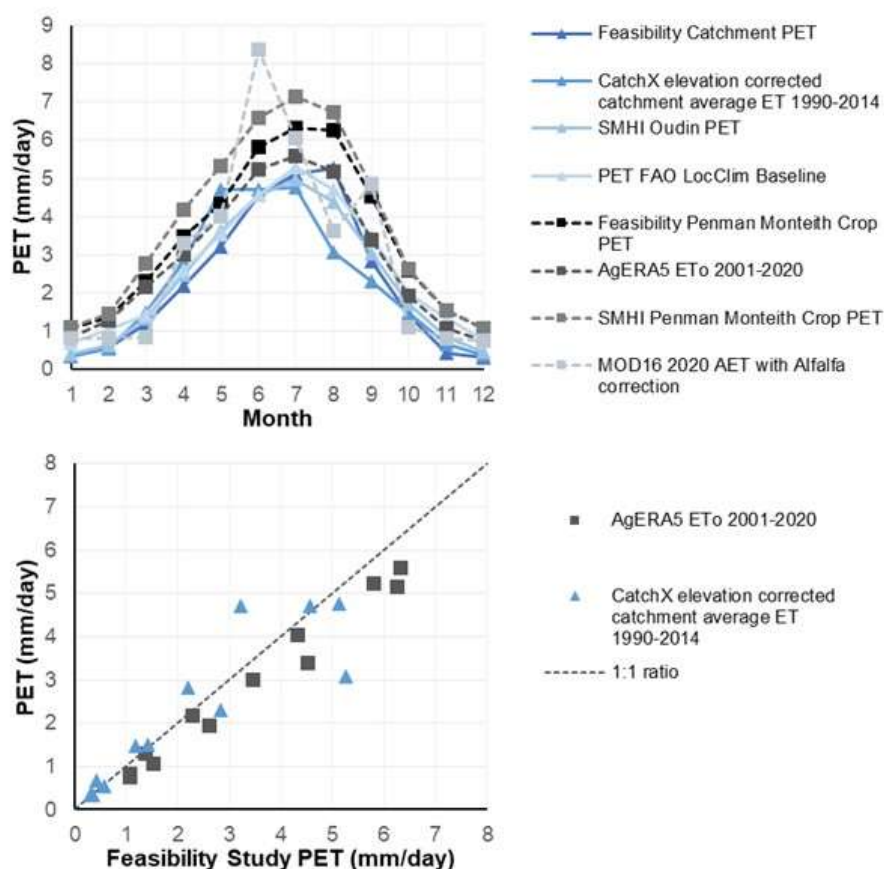 9
8
7
6
5
4
3
2
1
0
PET (mm/day)
1 2 3 4 5 6 7 8 9 10 11 12
Month
Feasibility Catchment PET
CatchX elevation corrected
catchment average ET 1990-2014
SMHI Oudin PET
PET FAO LocClim Baseline
Feasibility Penman Monteith Crop
PET
AgERA5 ETo 2001-2020
SMHI Penman Monteith Crop PET
MOD16 2020 AET with Alfalfa
correction
8
7
6
5
4
3
2
1
0
PET (mm/day)
0 1 2 3 4 5 6 7 8
Feasibility Study PET (mm/day)
AgERA5 ETo 2001-2020
CatchX elevation corrected
catchment average ET
1990-2014
1:1 ratio